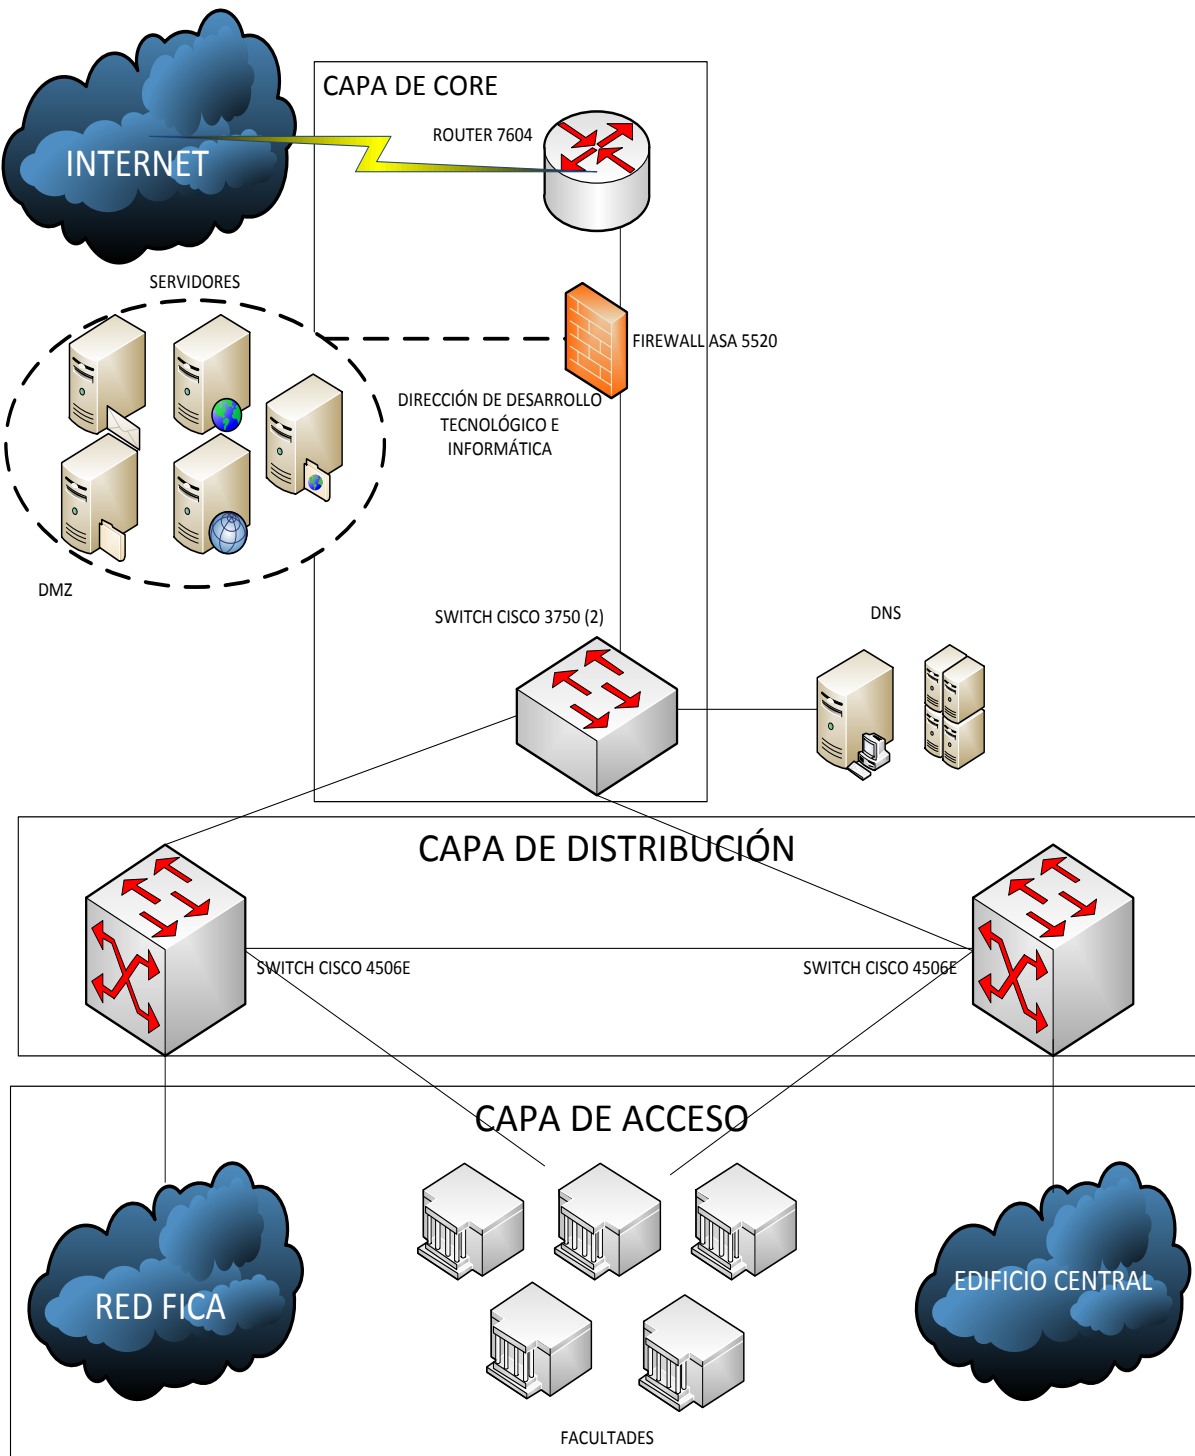 CAPA DE CORE
ROUTER 7604
INTERNET
SERVIDORES
FIREWALL ASA 5520
DIRECCIÓN DE DESARROLLO
TECNOLÓGICO E
INFORMÁTICA
DMZ
SWITCH CISCO 3750 (2)
DNS
CAPA DE DISTRIBUCIÓN
SWITCH CISCO 4506E
SWITCH CISCO 4506E
CAPA DE ACCESO
RED FICA
EDIFICIO CENTRAL
FACULTADES